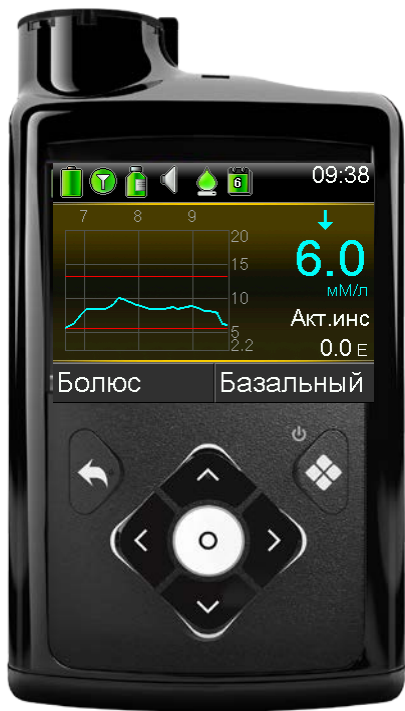 6
09:38
7 8 9
20
15
10
5
2.2
6.0
мМ/л
Акт.инс
0.0 Е
Болюс Базальный